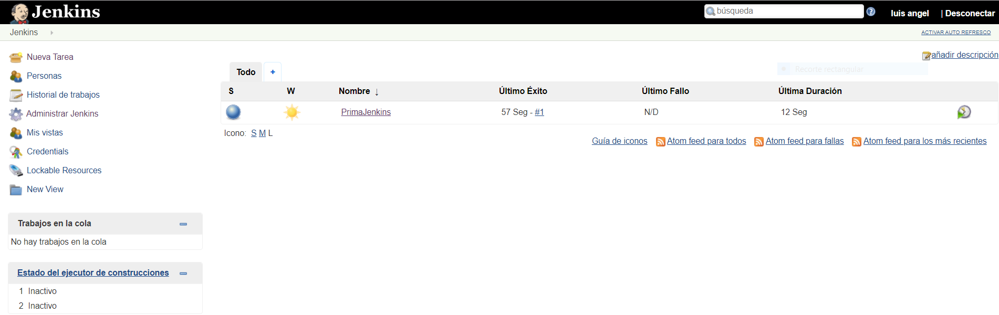 Jenkins
búsqueda
luis angel | Desconectar
Jenkins
ACTIVAR AUTO REFRESCO
Nueva Tarea
Personas
Historial de trabajos
Administrar Jenkins
Mis vistas
Credentials
Lockable Resources
New View
Trabajos en la cola
No hay trabajos en la cola
Estado del ejecutor de construcciones
1 Inactivo
2 Inactivo
añadir descripción
Recorte rectangular
Todo +
S W Nombre ↓ Último Éxito Último Fallo Última Duración
PrimaJenkins 57 Seg - #1 N/D 12 Seg
Icono: S M L
Guía de iconos Atom feed para todos Atom feed para fallas Atom feed para los más recientes